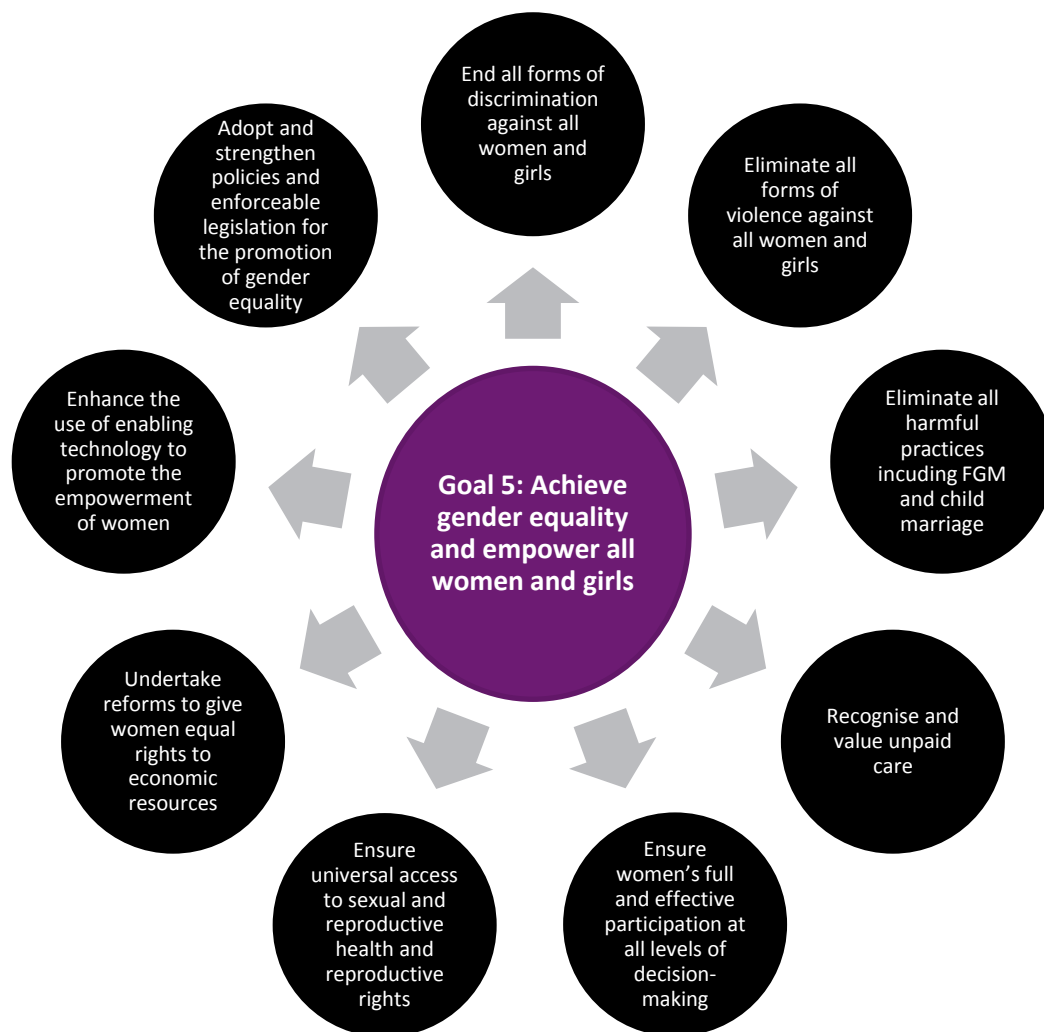 Goal 5: Achieve
gender equality
and empower all
women and girls
End all forms of
discrimination
against all
women and
girls
Eliminate all
forms of
violence against
all women and
girls
Eliminate all
harmful
practices
incuding FGM
and child
marriage
Recognise and
value unpaid
care
Ensure
women’s full
and effective
participation at
all levels of
decision-
making
Ensure
universal access
to sexual and
reproductive
health and
reproductive
rights
Undertake
reforms to give
women equal
rights to
economic
resources
Enhance the
use of enabling
technology to
promote the
empowerment
of women
Adopt and
strengthen
policies and
enforceable
legislation for
the promotion
of gender
equality